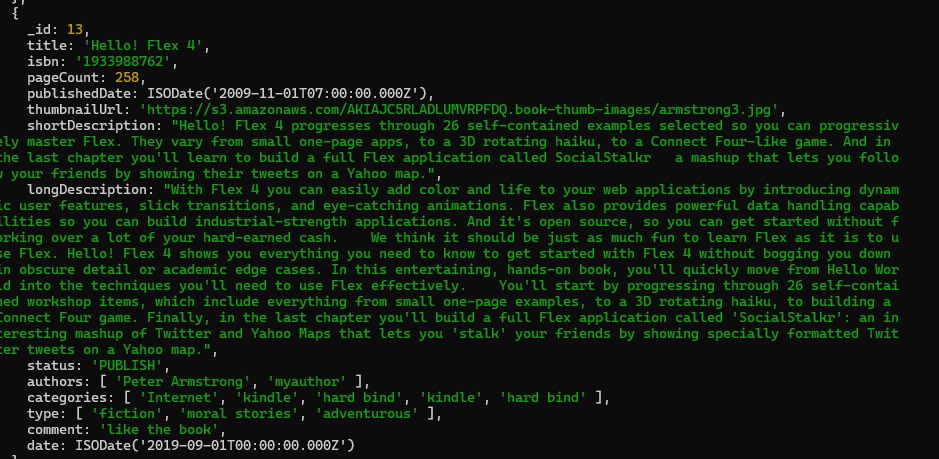 },
{
_id: 13,
title: 'Hello! Flex 4',
isbn: '1933988762',
pageCount: 258,
publishedDate: ISODate('2009-11-01T07:00:00.000Z'),
thumbnailUrl: 'https://s3.amazonaws.com/AKIAJC5RLADLUMVRPFDQ.book-thumb-images/armstrong3.jpg',
shortDescription: "Hello! Flex 4 progresses through 26 self-contained examples selected so you can progressiv
ely master Flex. They vary from small one-page apps, to a 3D rotating haiku, to a Connect Four-like game. And in
the last chapter you'll learn to build a full Flex application called SocialStalkr   a mashup that lets you follo
w your friends by showing their tweets on a Yahoo map.",
longDescription: "With Flex 4 you can easily add color and life to your web applications by introducing dynam
ic user features, slick transitions, and eye-catching animations. Flex also provides powerful data handling capab
ilities so you can build industrial-strength applications. And it's open source, so you can get started without f
orking over a lot of your hard-earned cash.    We think it should be just as much fun to learn Flex as it is to u
se Flex. Hello! Flex 4 shows you everything you need to know to get started with Flex 4 without bogging you down
in obscure detail or academic edge cases. In this entertaining, hands-on book, you'll quickly move from Hello Wor
ld into the techniques you'll need to use Flex effectively.    You'll start by progressing through 26 self-contai
ned workshop items, which include everything from small one-page examples, to a 3D rotating haiku, to building a
Connect Four game. Finally, in the last chapter you'll build a full Flex application called 'SocialStalkr': an in
teresting mashup of Twitter and Yahoo Maps that lets you 'stalk' your friends by showing specially formatted Twit
ter tweets on a Yahoo map.",
status: 'PUBLISH',
authors: [ 'Peter Armstrong', 'myauthor' ],
categories: [ 'Internet', 'kindle', 'hard bind', 'kindle', 'hard bind' ],
type: [ 'fiction', 'moral stories', 'adventurous' ],
comment: 'like the book',
date: ISODate('2019-09-01T00:00:00.000Z')